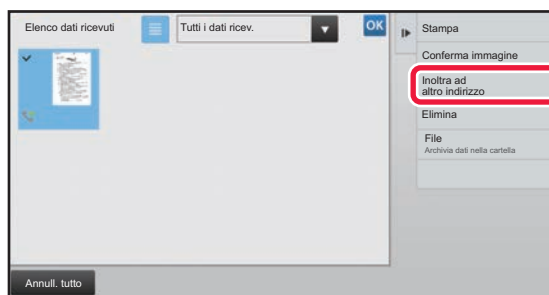 Elenco dati ricevuti
Tutti i dati ricev.
OK
Stampa
Conferma immagine
Inoltra ad
altro indirizzo
Elimina
File
Archivia dati nella cartella
Annull. tutto